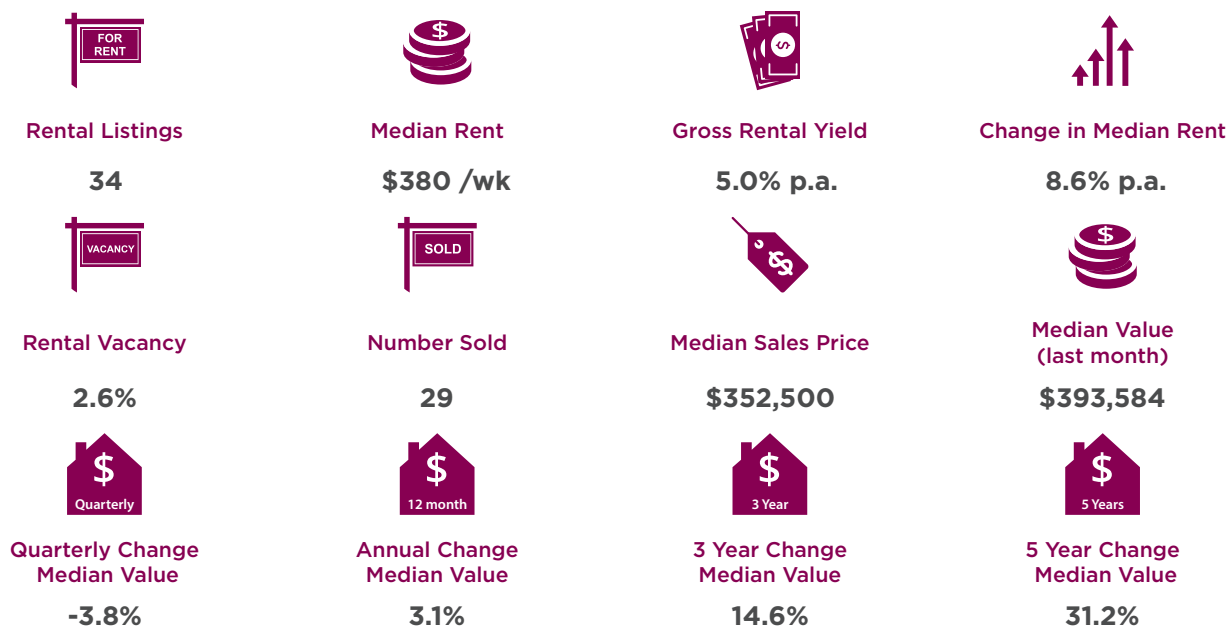 FOR
RENT
$
$
Rental Listings
Median Rent
Gross Rental Yield
Change in Median Rent
34
$380 /wk
5.0% p.a.
8.6% p.a.
VACANCY
SOLD
$
$
Rental Vacancy
Number Sold
Median Sales Price
Median Value
(last month)
2.6%
29
$352,500
$393,584
$
Quarterly
$
12 month
$
3 Year
$
5 Years
Quarterly Change
Median Value
Annual Change
Median Value
3 Year Change
Median Value
5 Year Change
Median Value
-3.8%
3.1%
14.6%
31.2%